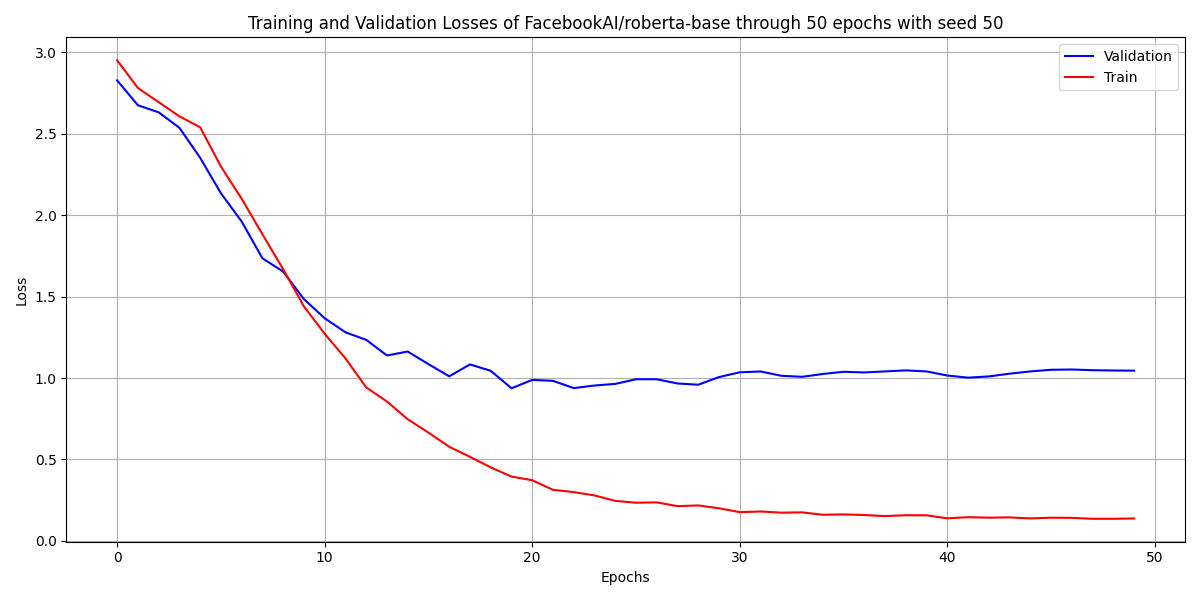 Training and Validation Losses of FacebookAI/roberta-base through 50 epochs with seed 50
Validation
Train
Loss
3.0
2.5
2.0
1.5
1.0
0.5
0.0
0
10
20
30
40
50
Epochs